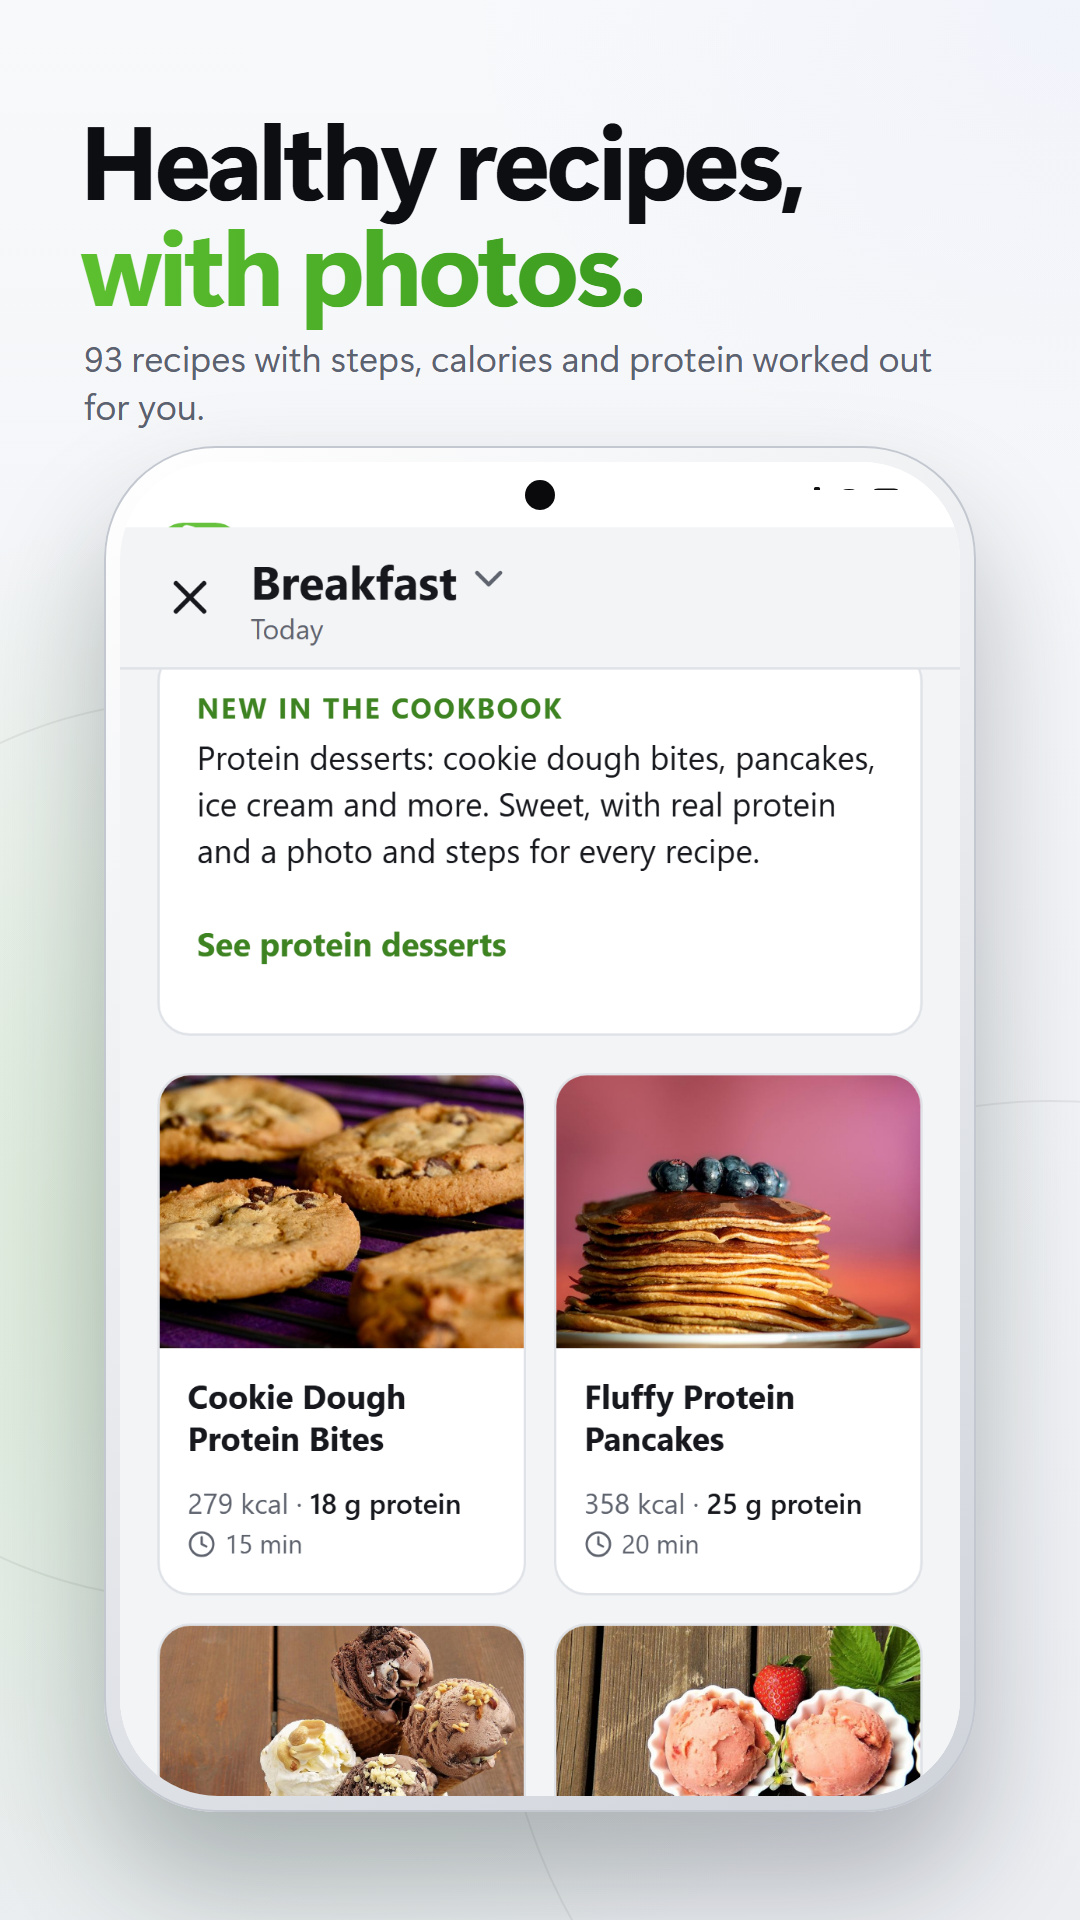 Healthy recipes,
with photos.
93 recipes with steps, calories and protein worked out
for you.
Breakfast
Today
NEW IN THE COOKBOOK
Protein desserts: cookie dough bites, pancakes,
ice cream and more. Sweet, with real protein
and a photo and steps for every recipe.
See protein desserts
Cookie Dough
Protein Bites
279 kcal · 18 g protein
15 min
Fluffy Protein
Pancakes
358 kcal · 25 g protein
20 min